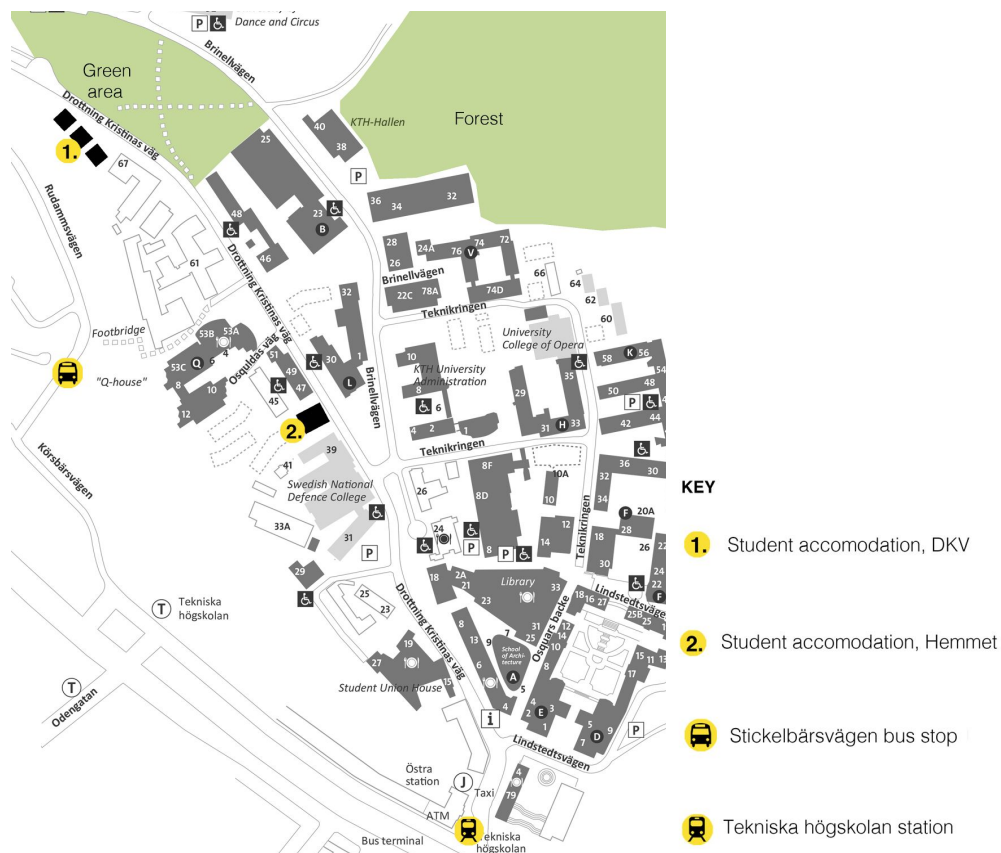 Dance and Circus
P
Brinellvägen
Green
area
Drottning Kristinas väg
1.
67
Rudammsvägen
40
38
KTH-Hallen
Forest
P
25
23
B
48
46
36
34
32
61
28
26
24A
76
V
74
72
Brinellvägen
22C
78A
74D
Teknikringen
66
64
62
60
Drottning Kristinas väg
Footbridge
"Q-house"
53B
53A
53C
Q
6
4
8
10
12
Osquldas väg
51
49
47
45
32
30
1
L
Brinellvägen
10
KTH University
Administration
8
6
4
2
1
University
College of Opera
29
35
31
H
33
58
K
56
54
50
48
P
42
44
2.
39
41
Swedish National
Defence College
33A
31
P
29
Körsbärsvägen
Teknikringen
26
24
8F
8D
8
P
P
10A
10
12
14
Teknikringen
36
30
32
34
F
20A
28
18
26
30
22
24
22
F
T
Tekniska
högskolan
T
Odengatan
25
23
Drottning Kristinas väg
18
2A
21
23
Library
33
31
25
Osquars backe
18
16
27
Lindstedtsvägen
25B
25
8
13
6
4
9
7
School
of Archi-
tecture
A
5
12
14
10
8
4
2
E
3
1
15
11
13
17
5
D
9
7
P
19
27
15
Student Union House
i
Lindstedtsvägen
Östra
station
J
Taxi
ATM
Bus terminal
Tekniska
högskolan
4
79
KEY
1. Student accomodation, DKV
2. Student accomodation, Hemmet
Stickelbärsvägen bus stop
Tekniska högskolan station